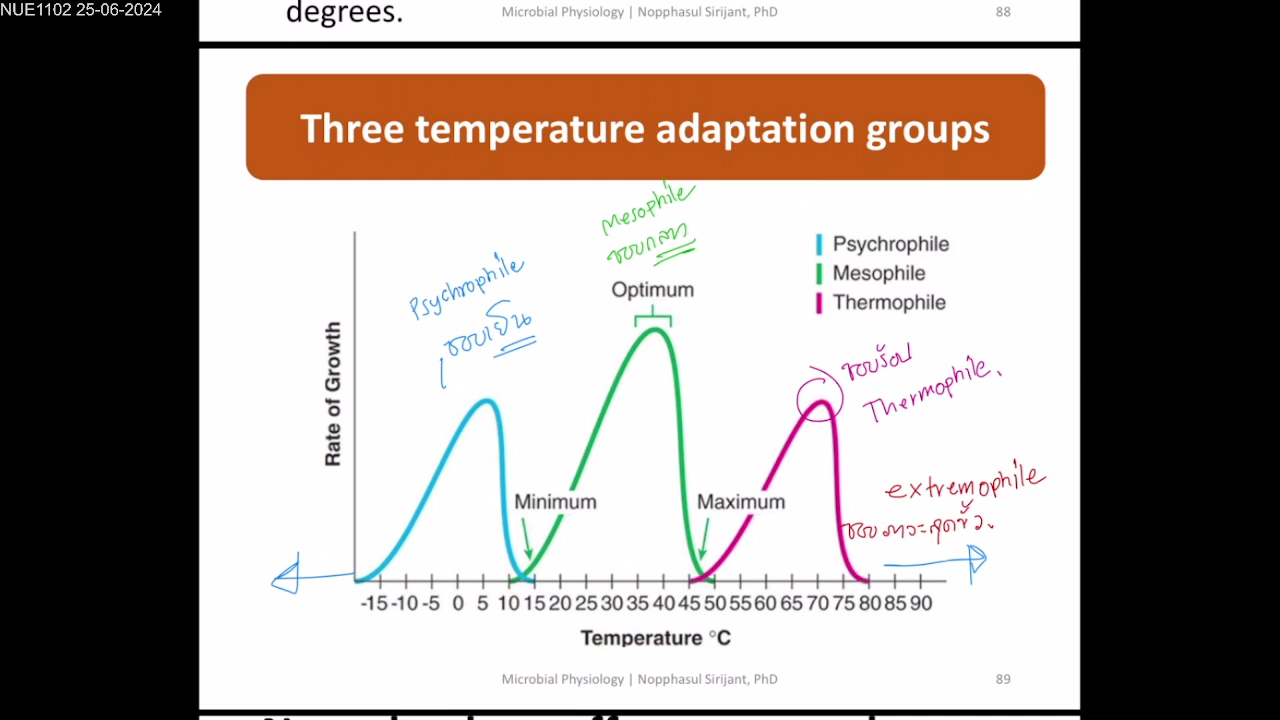 NUE1102 25-06-2024
degrees.
Microbial Physiology | Nopphasul Sirijant, PhD
88
Three temperature adaptation groups
Mesophile
ชอบกลาง
Psychrophile
ชอบเย็น
Psychrophile
Mesophile
Thermophile
Optimum
Rate of Growth
ชอบร้อน
Thermophile.
Minimum
Maximum
extremophile
ชอบภาวะสุดขั้ว.
-15 -10 -5 0 5 10 15 20 25 30 35 40 45 50 55 60 65 70 75 80 85 90
Temperature °C
Microbial Physiology | Nopphasul Sirijant, PhD
89